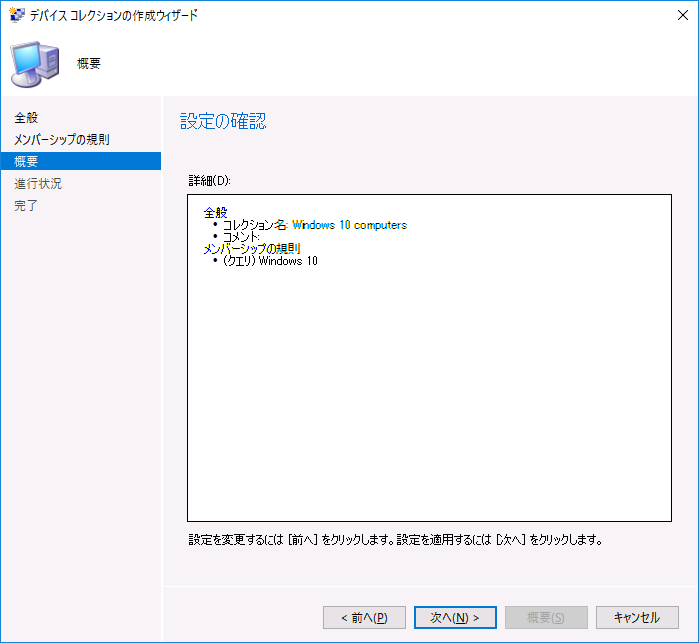 デバイス コレクションの作成ウィザード
概要
全般
メンバーシップの規則
概要
進行状況
完了
設定の確認
詳細(D):
全般
• コレクション名: Windows 10 computers
• コメント:
メンバーシップの規則
• (クエリ) Windows 10
設定を変更するには [前へ] をクリックします。設定を適用するには [次へ] をクリックします。
< 前へ(P)
次へ(N) >
概要(S)
キャンセル